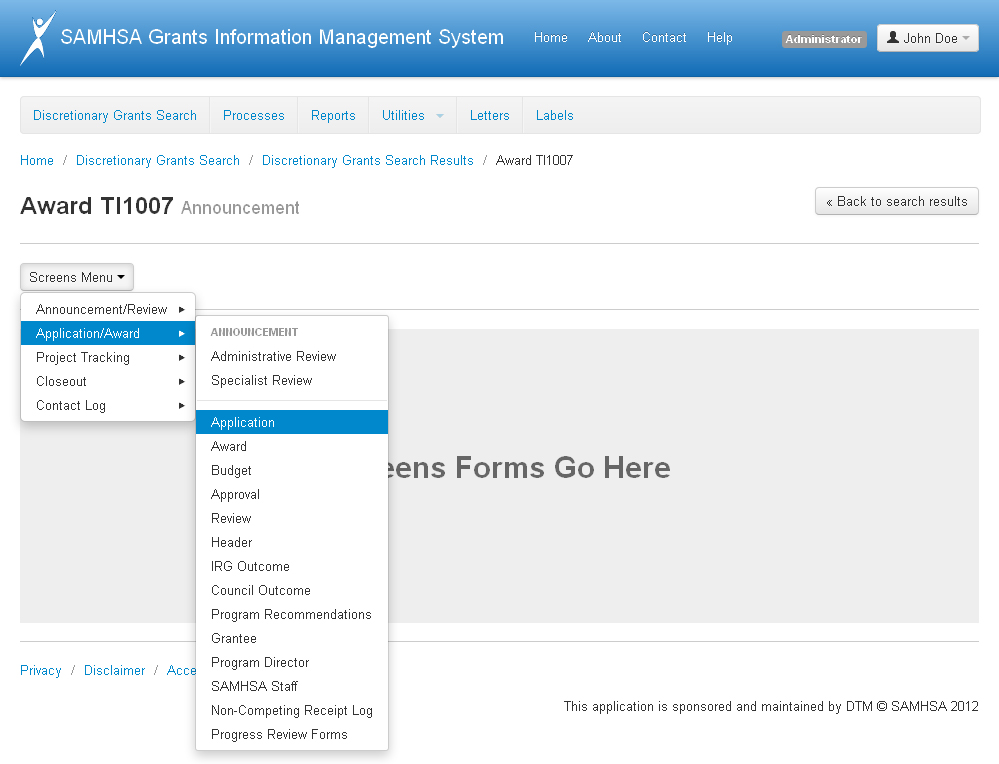 SAMHSA Grants Information Management System
Home About Contact Help
Administrator
John Doe
Discretionary Grants Search Processes Reports Utilities Letters Labels
Home / Discretionary Grants Search / Discretionary Grants Search Results / Award TI1007
Award TI1007 Announcement
« Back to search results
Screens Menu
Announcement/Review
Application/Award
Project Tracking
Closeout
Contact Log
ANNOUNCEMENT
Administrative Review
Specialist Review
Application
Award
Budget
Approval
Review
Header
IRG Outcome
Council Outcome
Program Recommendations
Grantee
Program Director
SAMHSA Staff
Non-Competing Receipt Log
Progress Review Forms
eens Forms Go Here
Privacy / Disclaimer / Acce
This application is sponsored and maintained by DTM © SAMHSA 2012